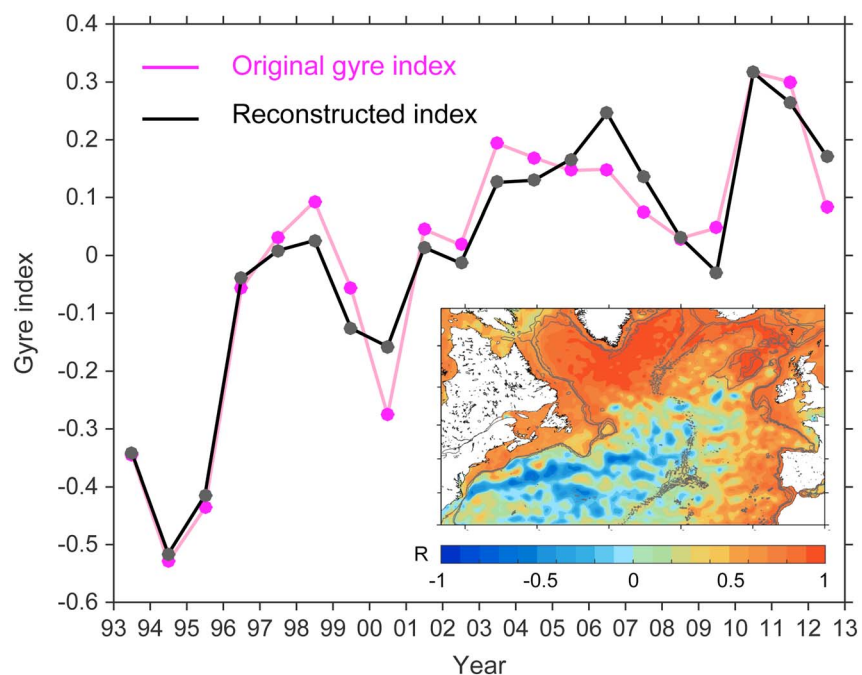 0.4
0.3
0.2
0.1
0
-0.1
-0.2
-0.3
-0.4
-0.5
-0.6
Gyre index
Original gyre index
Reconstructed index
R
-1 -0.5 0 0.5 1
93 94 95 96 97 98 99 00 01 02 03 04 05 06 07 08 09 10 11 12 13
Year